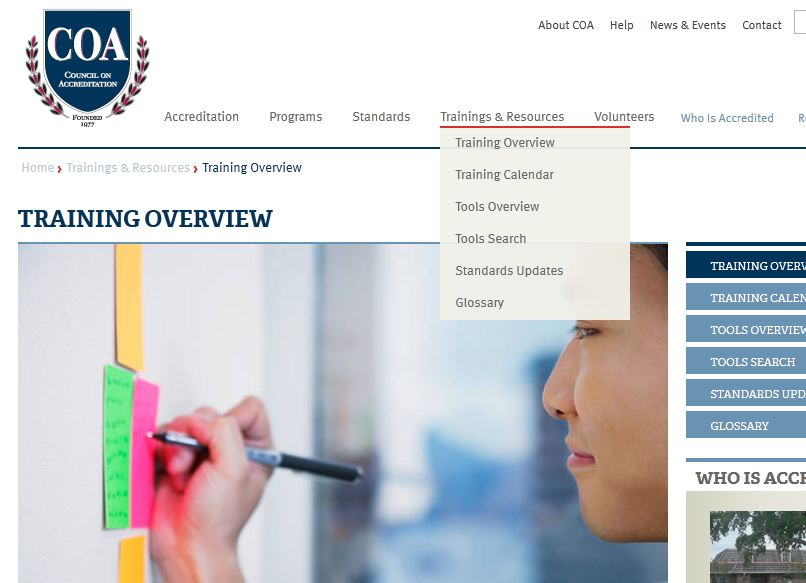 COA
COUNCIL ON
ACCREDITATION
FOUNDED
1977
About COA Help News & Events Contact
Accreditation Programs Standards Trainings & Resources Volunteers Who Is Accredited
Training Overview
Training Calendar
Tools Overview
Tools Search
Standards Updates
Glossary
Home › Trainings & Resources › Training Overview
TRAINING OVERVIEW
TRAINING OVERV
TRAINING CALEN
TOOLS OVERVIEW
TOOLS SEARCH
STANDARDS UPD
GLOSSARY
WHO IS ACCR